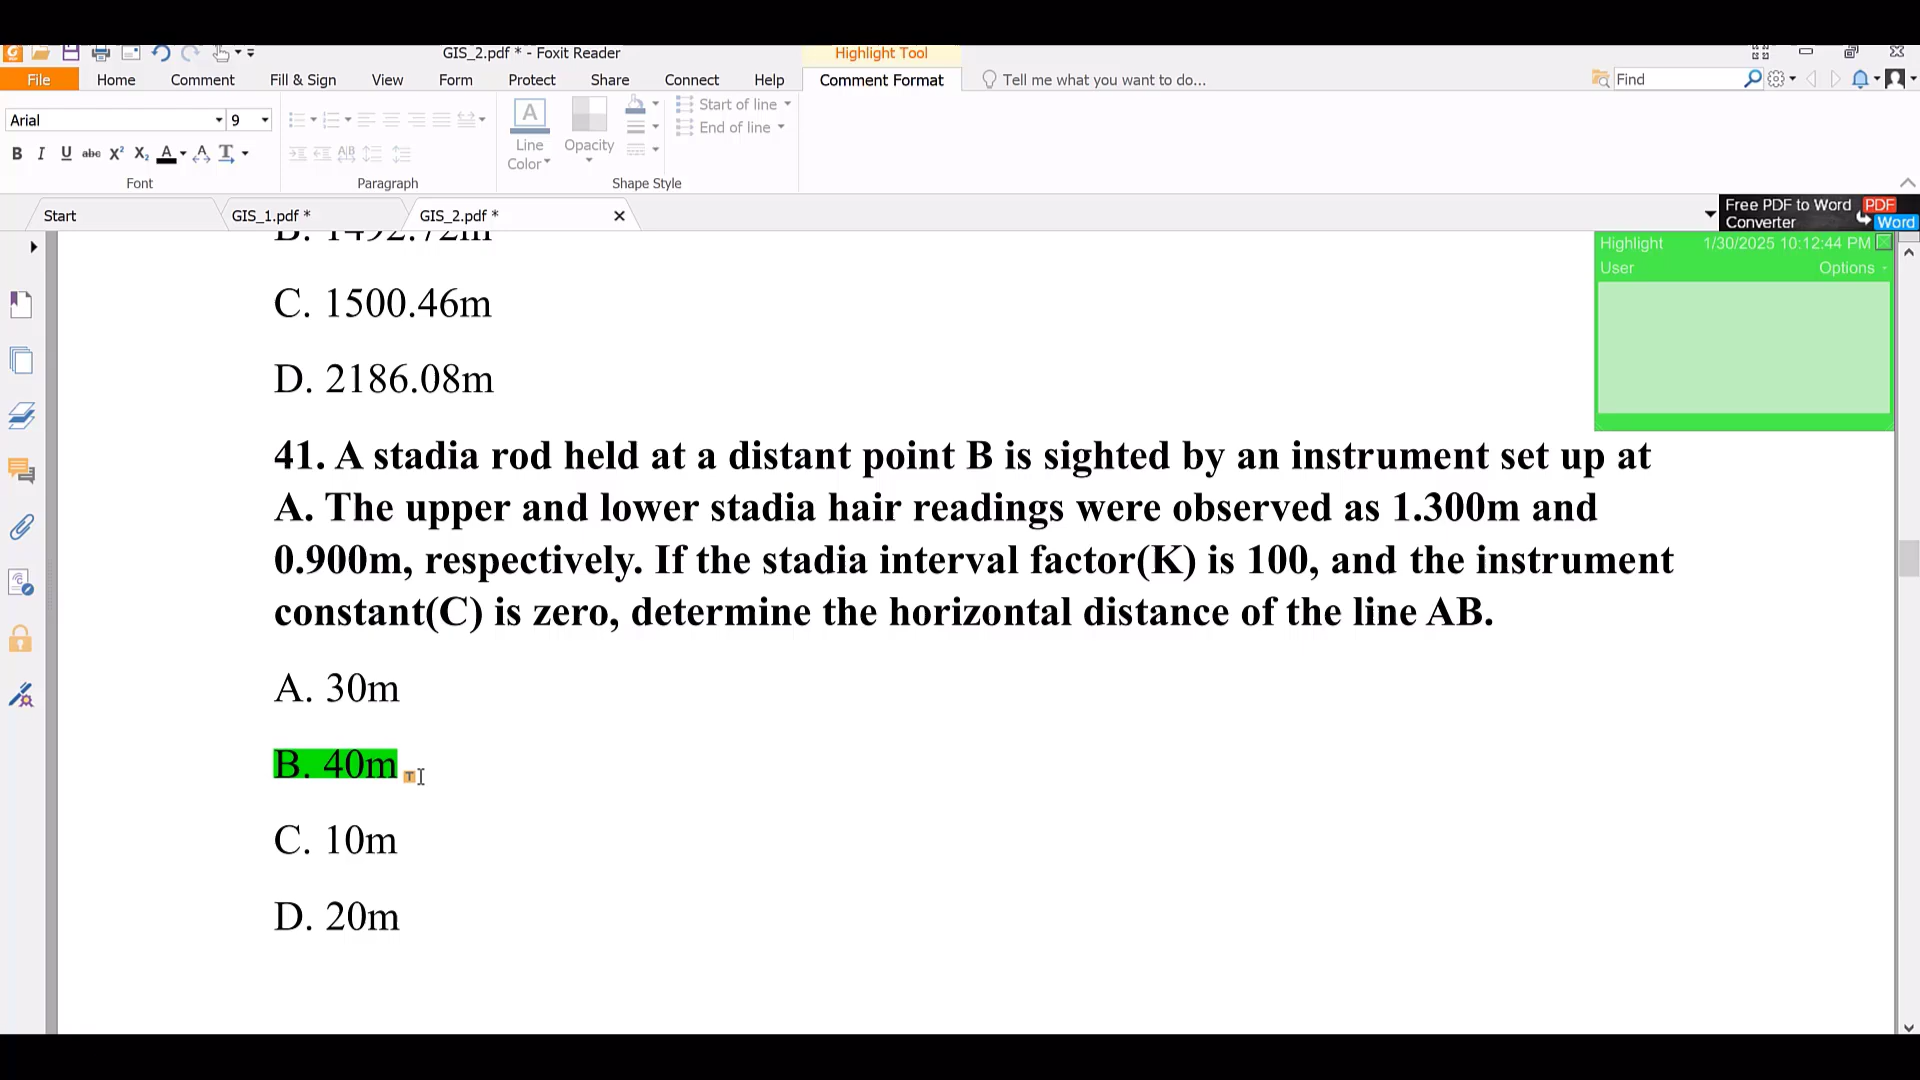 GIS_2.pdf * - Foxit Reader
Highlight Tool
File
Home
Comment
Fill & Sign
View
Form
Protect
Share
Connect
Help
Comment Format
Tell me what you want to do...
Find
Arial
9
Start of line
End of line
Line
Color
Opacity
Font
Paragraph
Shape Style
Start
GIS_1.pdf *
GIS_2.pdf *
Free PDF to Word
Converter
PDF
Word
Highlight 1/30/2025 10:12:44 PM
User Options
B. 1492.72m
C. 1500.46m
D. 2186.08m
41. A stadia rod held at a distant point B is sighted by an instrument set up at
A. The upper and lower stadia hair readings were observed as 1.300m and
0.900m, respectively. If the stadia interval factor(K) is 100, and the instrument
constant(C) is zero, determine the horizontal distance of the line AB.
A. 30m
B. 40m
C. 10m
D. 20m